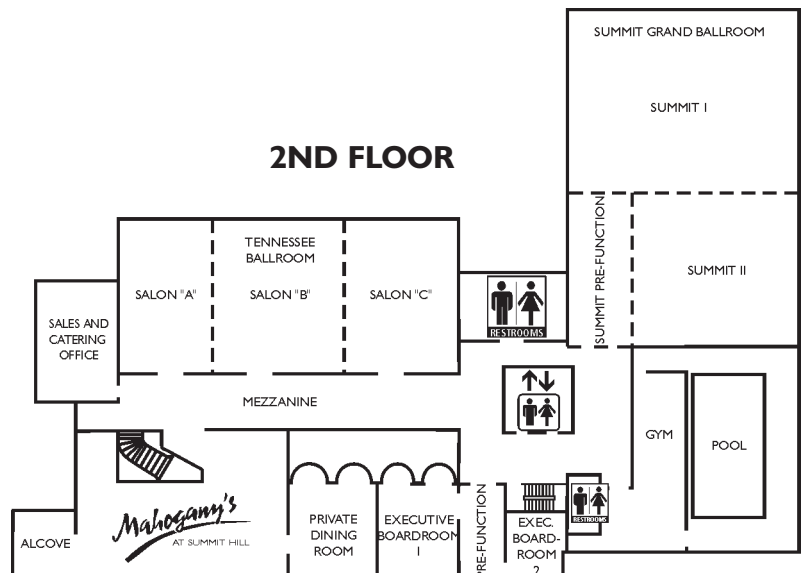 SUMMIT GRAND BALLROOM
SUMMIT I
2ND FLOOR
SUMMIT PRE-FUNCTION
TENNESSEE
BALLROOM
SUMMIT II
SALON "A"
SALON "B"
SALON "C"
SALES AND
CATERING
OFFICE
RESTROOMS
MEZZANINE
GYM
POOL
Mahogany's
AT SUMMIT HILL
ALCOVE
PRIVATE
DINING
ROOM
EXECUTIVE
BOARDROOM
I
PRE-FUNCTION
EXEC.
BOARD-
ROOM
2
RESTROOMS